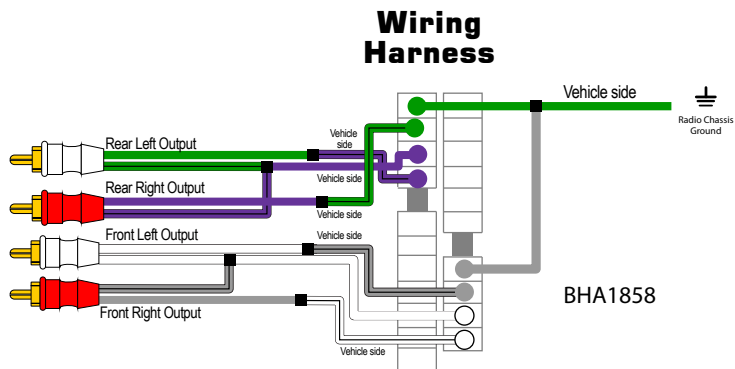 Wiring
Harness
Vehicle side
Radio Chassis
Ground
Rear Left Output
Vehicle
side
Vehicle side
Rear Right Output
Vehicle side
Front Left Output
Vehicle side
BHA1858
Front Right Output
Vehicle side